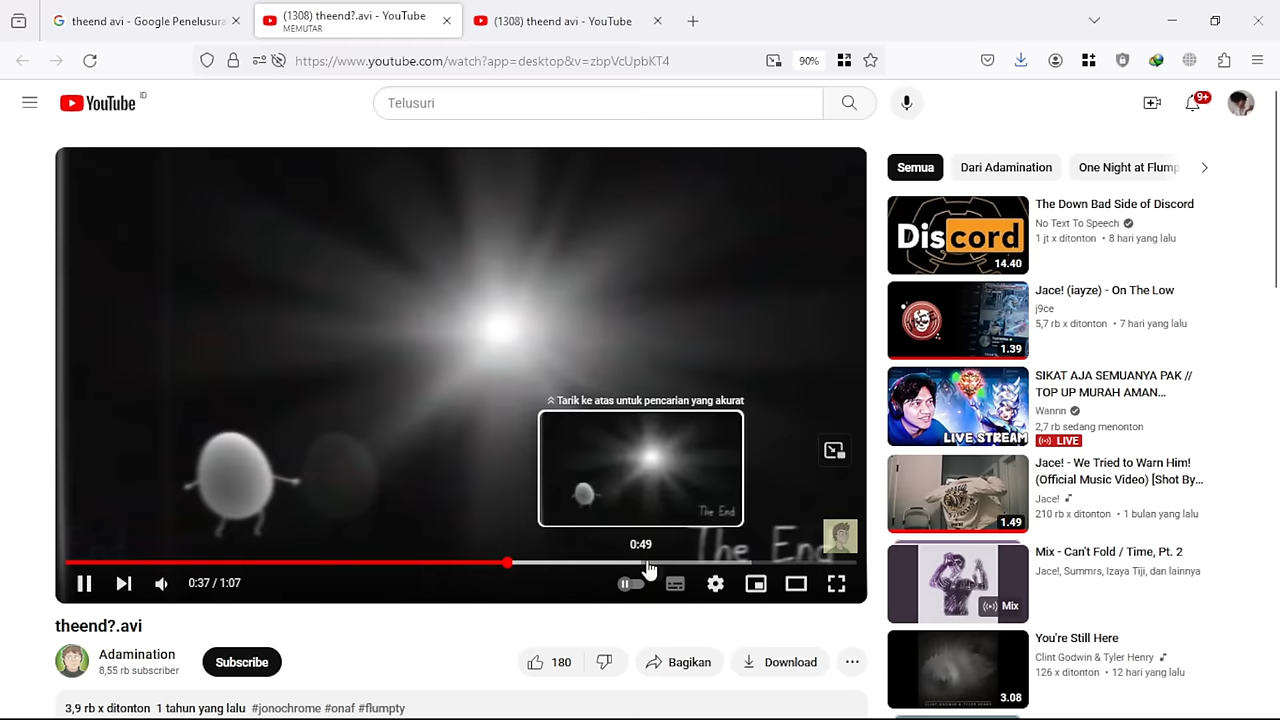 theend avi - Google Penelusura
(1308) theend?.avi - YouTube
MEMUTAR
(1308) theend avi - YouTube
https://www.youtube.com/watch?app=desktop&v=zbpVcUpbKT4
90%
YouTube ID
Telusuri
9+
Semua
Dari Adamination
One Night at Flump
The Down Bad Side of Discord
No Text To Speech
1 jt x ditonton • 8 hari yang lalu
Discord
14.40
Jace! (iayze) - On The Low
j9ce
5,7 rb x ditonton • 7 hari yang lalu
1.39
SIKAT AJA SEMUANYA PAK //
TOP UP MURAH AMAN...
Wannn
2,7 rb sedang menonton
LIVE
LIVE STREAM
Jace! - We Tried to Warn Him!
(Official Music Video) [Shot By...
Jace!
210 rb x ditonton • 1 bulan yang lalu
1.49
Mix - Can't Fold / Time, Pt. 2
Jace!, Summrs, Izaya Tiji, dan lainnya
Mix
You're Still Here
Clint Godwin & Tyler Henry
126 x ditonton • 12 hari yang lalu
3.08
Tarik ke atas untuk pencarian yang akurat
The End
0:49
The End
0:37 / 1:07
theend?.avi
Adamination
8,55 rb subscriber
Subscribe
180
Bagikan
Download
3,9 rb x ditonton 1 tahun yang lalu
#flumpty